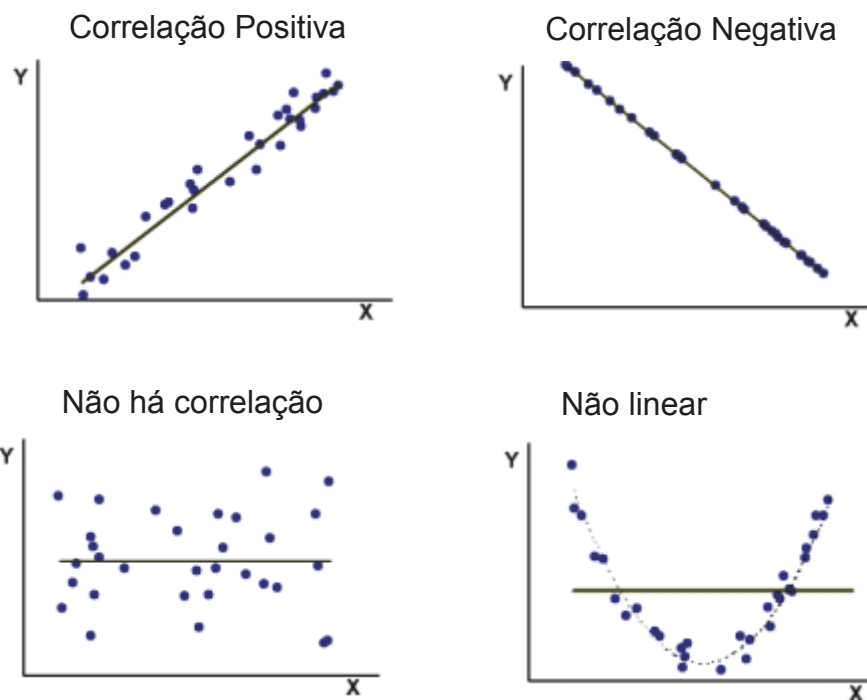 Correlação Positiva
Y
X
Correlação Negativa
Y
X
Não há correlação
Y
X
Não linear
Y
X